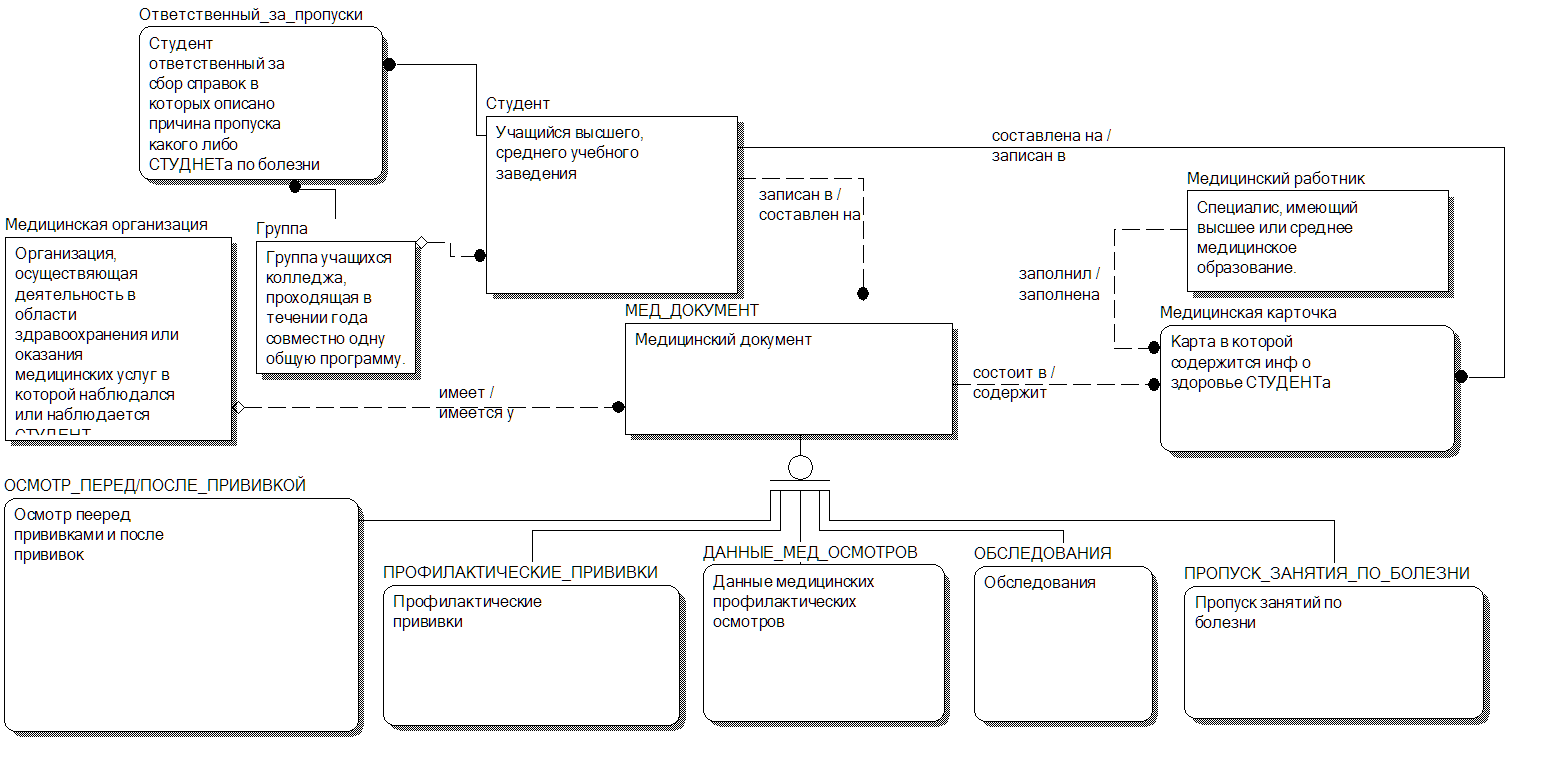 Ответственный_за_пропуски
Студент
ответственный за
сбор справок в
которых описано
причина пропуска
какого либо
СТУДНЕТа по болезни
Студент
Учащийся высшего,
среднего учебного
заведения
составлена на /
записан в
записан в /
составлен на
Медицинский работник
Специалис, имеющий
высшее или среднее
медицинское
образование.
Медицинская организация
Организация,
осуществяющая
деятельность в
области
здравоохранения или
оказания
медицинских услуг в
которой наблюдался
или наблюдается
СТУДЕНТ
Группа
Группа учащихся
колледжа,
проходящая в
течении года
совместно одну
общую программу.
заполнил /
заполнена
МЕД_ДОКУМЕНТ
Медицинский документ
Медицинская карточка
Карта в которой
содержится инф о
здоровье СТУДЕНТа
состоит в /
содержит
имеет /
имеется у
ОСМОТР_ПЕРЕД/ПОСЛЕ_ПРИВИВКОЙ
Осмотр пееред
прививками и после
прививок
ПРОФИЛАКТИЧЕСКИЕ_ПРИВИВКИ
Профилактические
прививки
ДАННЫЕ_МЕД_ОСМОТРОВ
Данные медицинских
профилактических
осмотров
ОБСЛЕДОВАНИЯ
Обследования
ПРОПУСК_ЗАНЯТИЯ_ПО_БОЛЕЗНИ
Пропуск занятий по
болезни